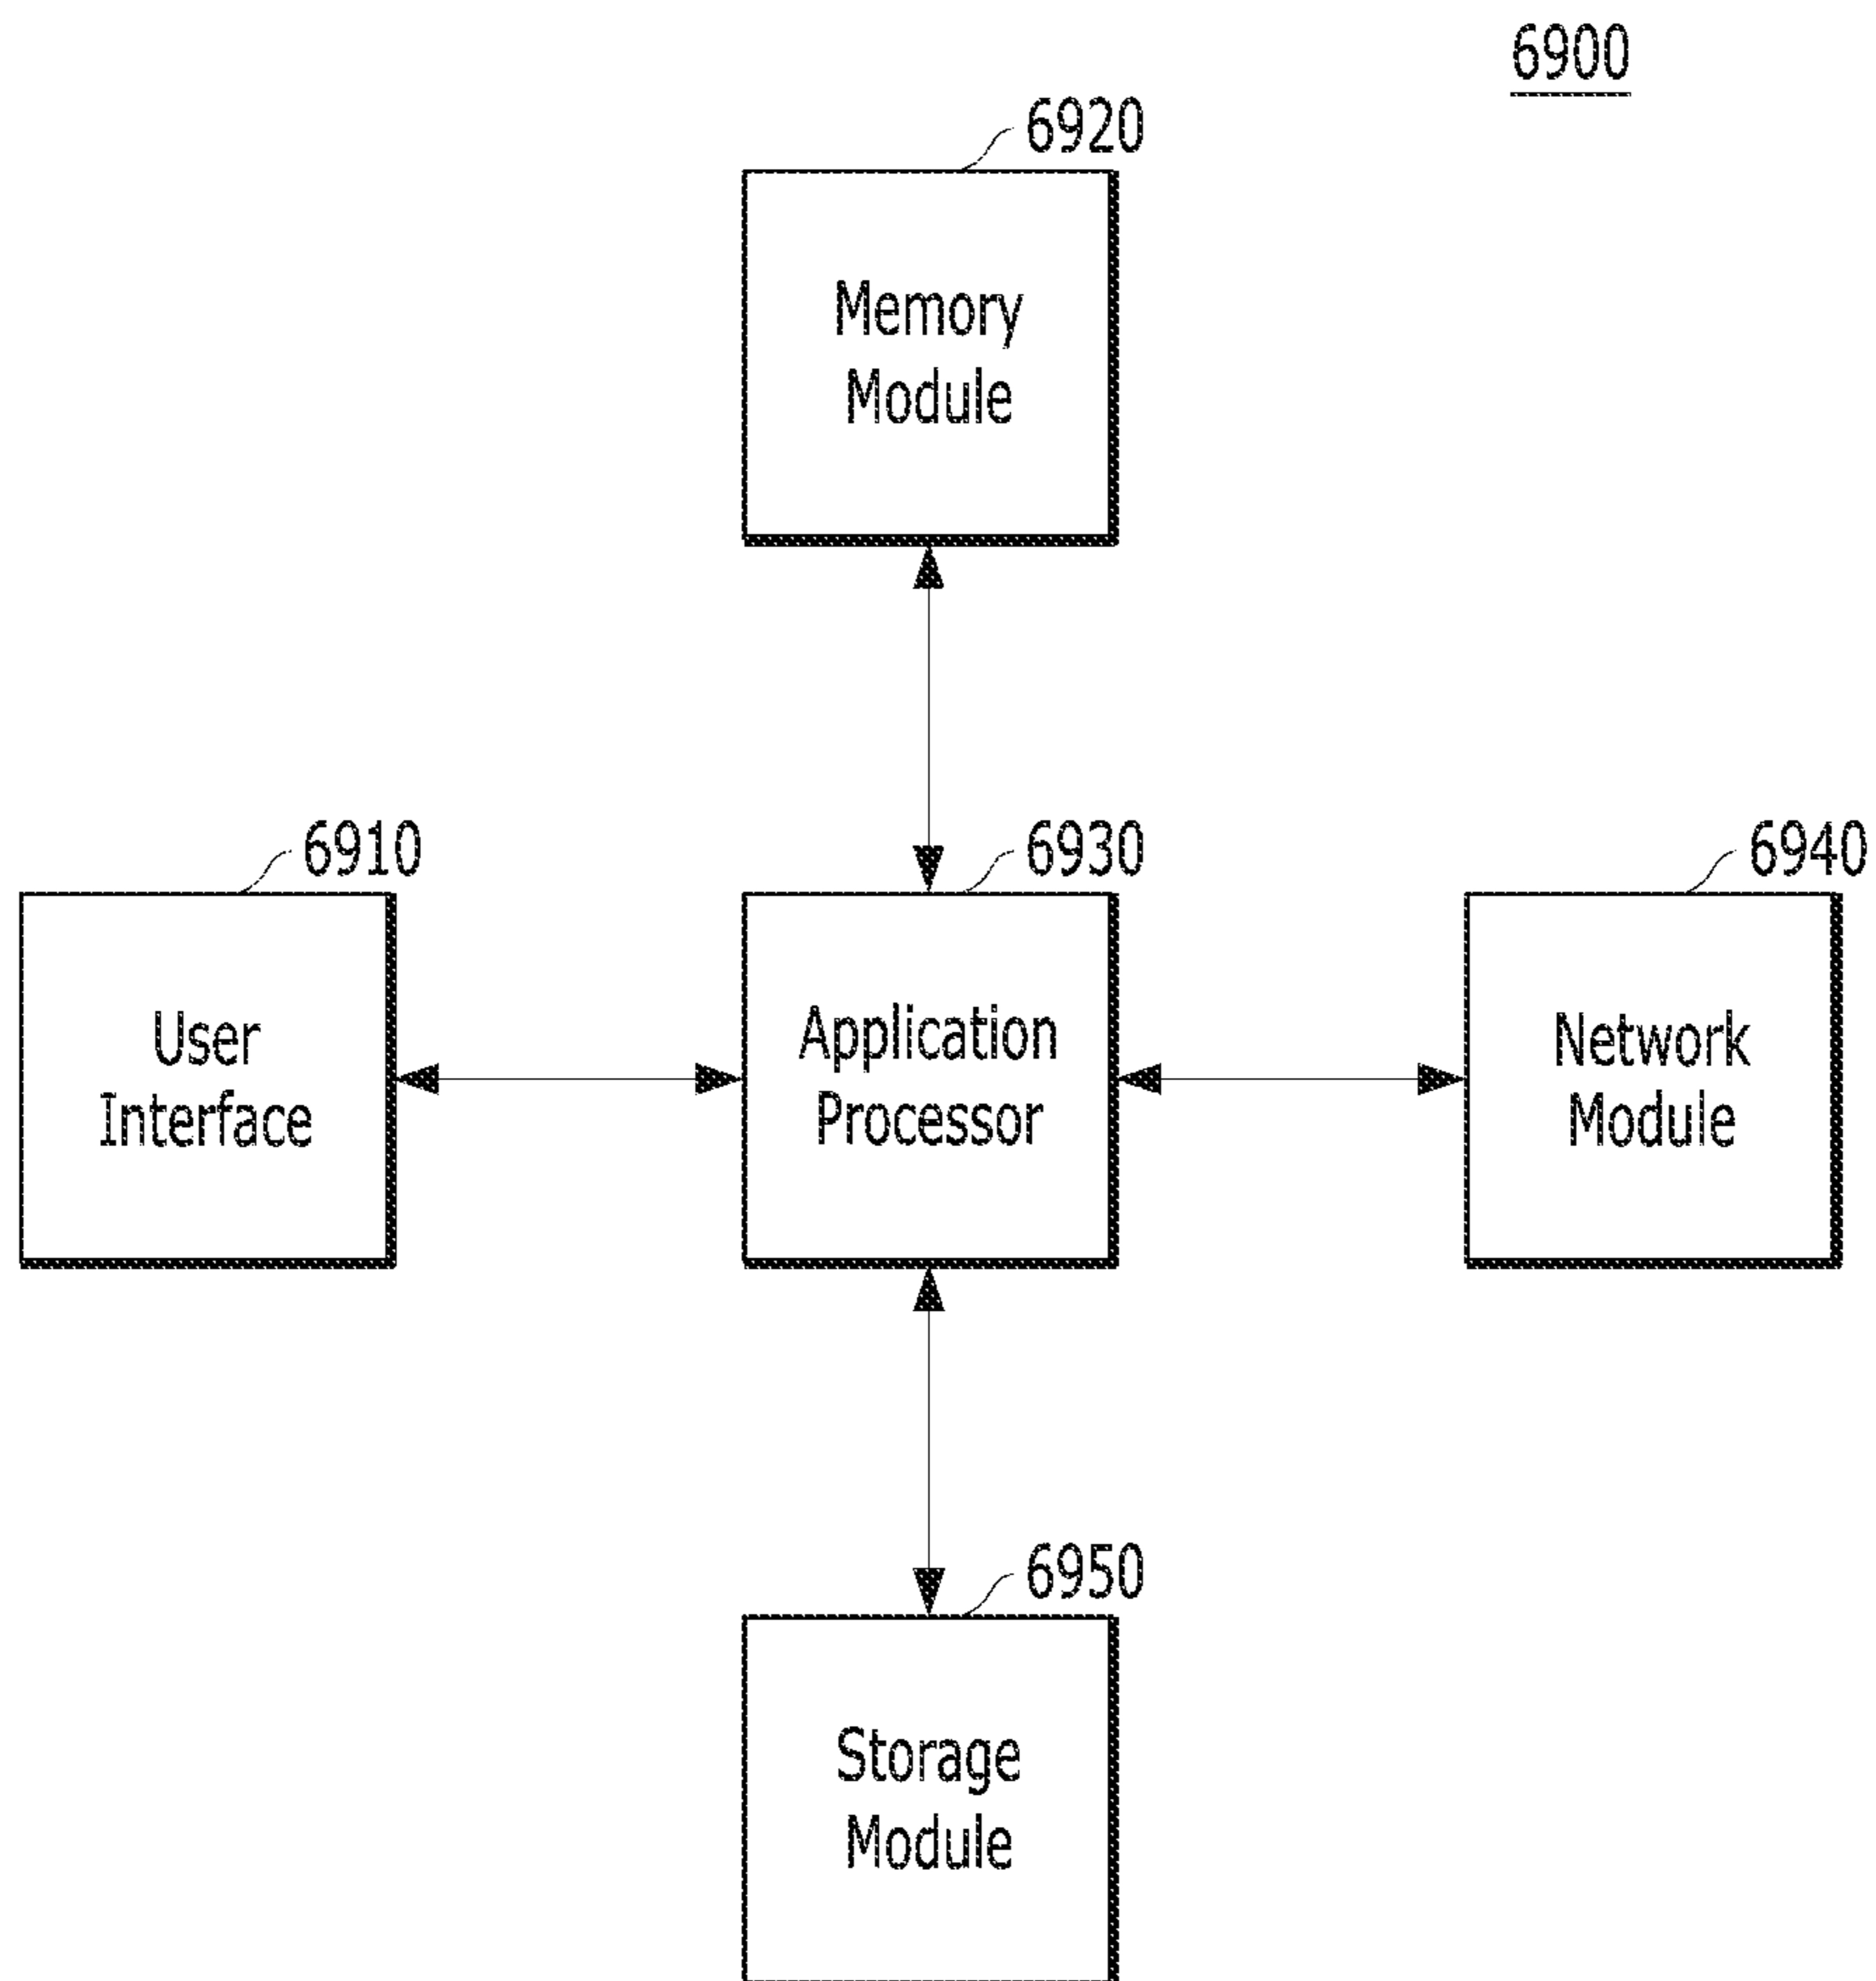 6900
6920
Memory
Module
6910
6930
6940
User
Interface
Application
Processor
Network
Module
6950
Storage
Module